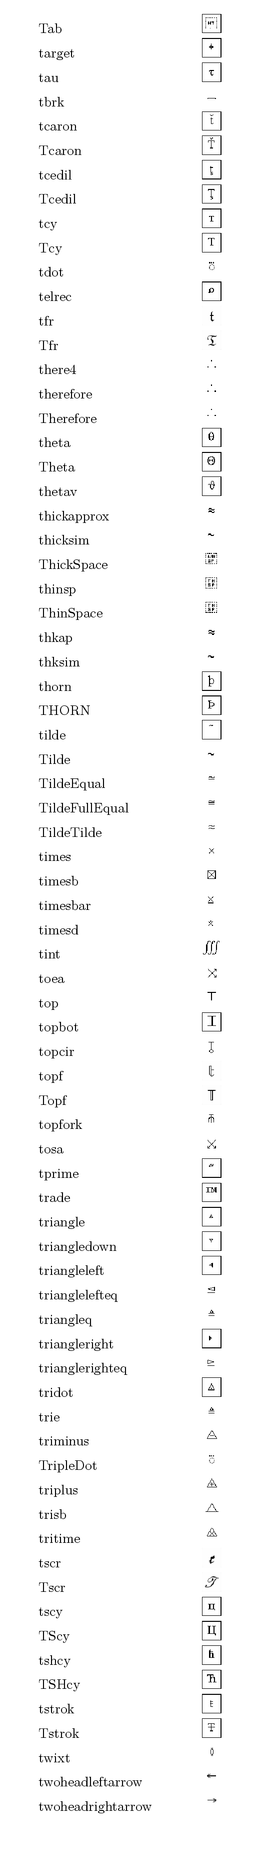 Tab
target
tau τ
tbrk
tcaron ť
Tcaron Ť
tcedil ţ
Tcedil Ţ
tcy т
Tcy Т
tdot
telrec
tfr 𝔱
Tfr 𝔗
there4 ∴
therefore ∴
Therefore ∴
theta θ
Theta Θ
thetav ϑ
thickapprox ≈
thicksim ∼
ThickSpace
thinsp
ThinSpace
thkap ≈
thksim ∼
thorn þ
THORN Þ
tilde ˜
Tilde ∼
TildeEqual ≃
TildeFullEqual ≅
TildeTilde ≈
times ×
timesb ⊠
timesbar ⨱
timesd ⨰
tint ∭
toea ⤨
top ⊤
topbot ⌶
topcir ⫱
topf 𝕥
Topf 𝕋
topfork ⫚
tosa ⤩
tprime ‴
trade TM
triangle ▵
triangledown ▿
triangleleft ◃
trianglelefteq ⊴
triangleq ≜
triangleright ▹
trianglerighteq ⊵
tridot ◬
trie ≜
triminus ⨺
TripleDot
triplus ⨹
trisb ⧍
tritime ⨻
tscr 𝓉
Tscr 𝒯
tscy ц
TScy Ц
tshcy ћ
TSHcy Ћ
tstrok ŧ
Tstrok Ŧ
twixt ≬
twoheadleftarrow ↞
twoheadrightarrow ↠